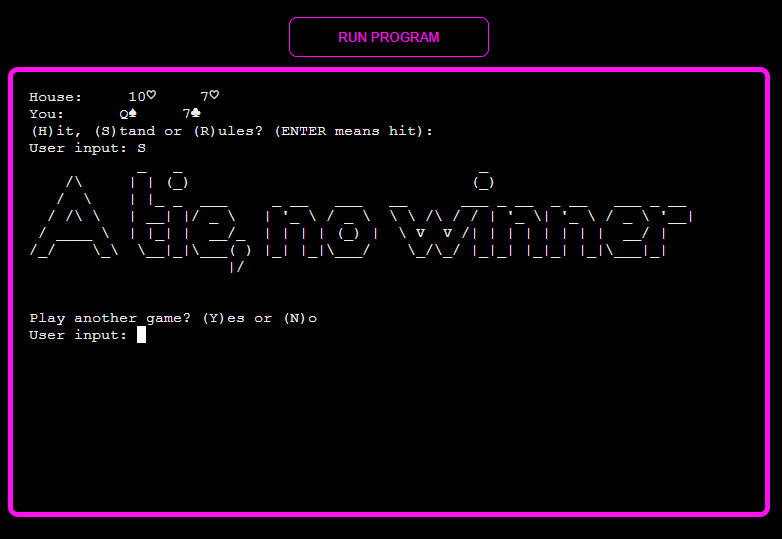 RUN PROGRAM
House: 10♡ 7♡
You: Q♠ 7♣
(H)it, (S)tand or (R)ules? (ENTER means hit):
User input: S
A tie, no winner
Play another game? (Y)es or (N)o
User input: